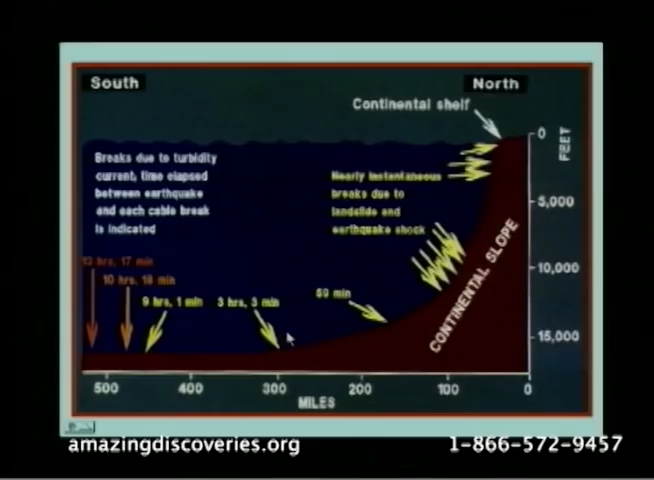 South
North
Continental shelf
0
FEET
Breaks due to turbidity
current, time elapsed
between earthquake
and each cable break
is indicated
Nearly instantaneous
breaks due to
landslide and
earthquake shock
5,000
CONTINENTAL SLOPE
10,000
13 hrs, 17 min
10 hrs, 18 min
9 hrs, 1 min
3 hrs, 3 min
59 min
15,000
500
400
300
200
100
0
MILES
amazingdiscoveries.org
1-866-572-9457